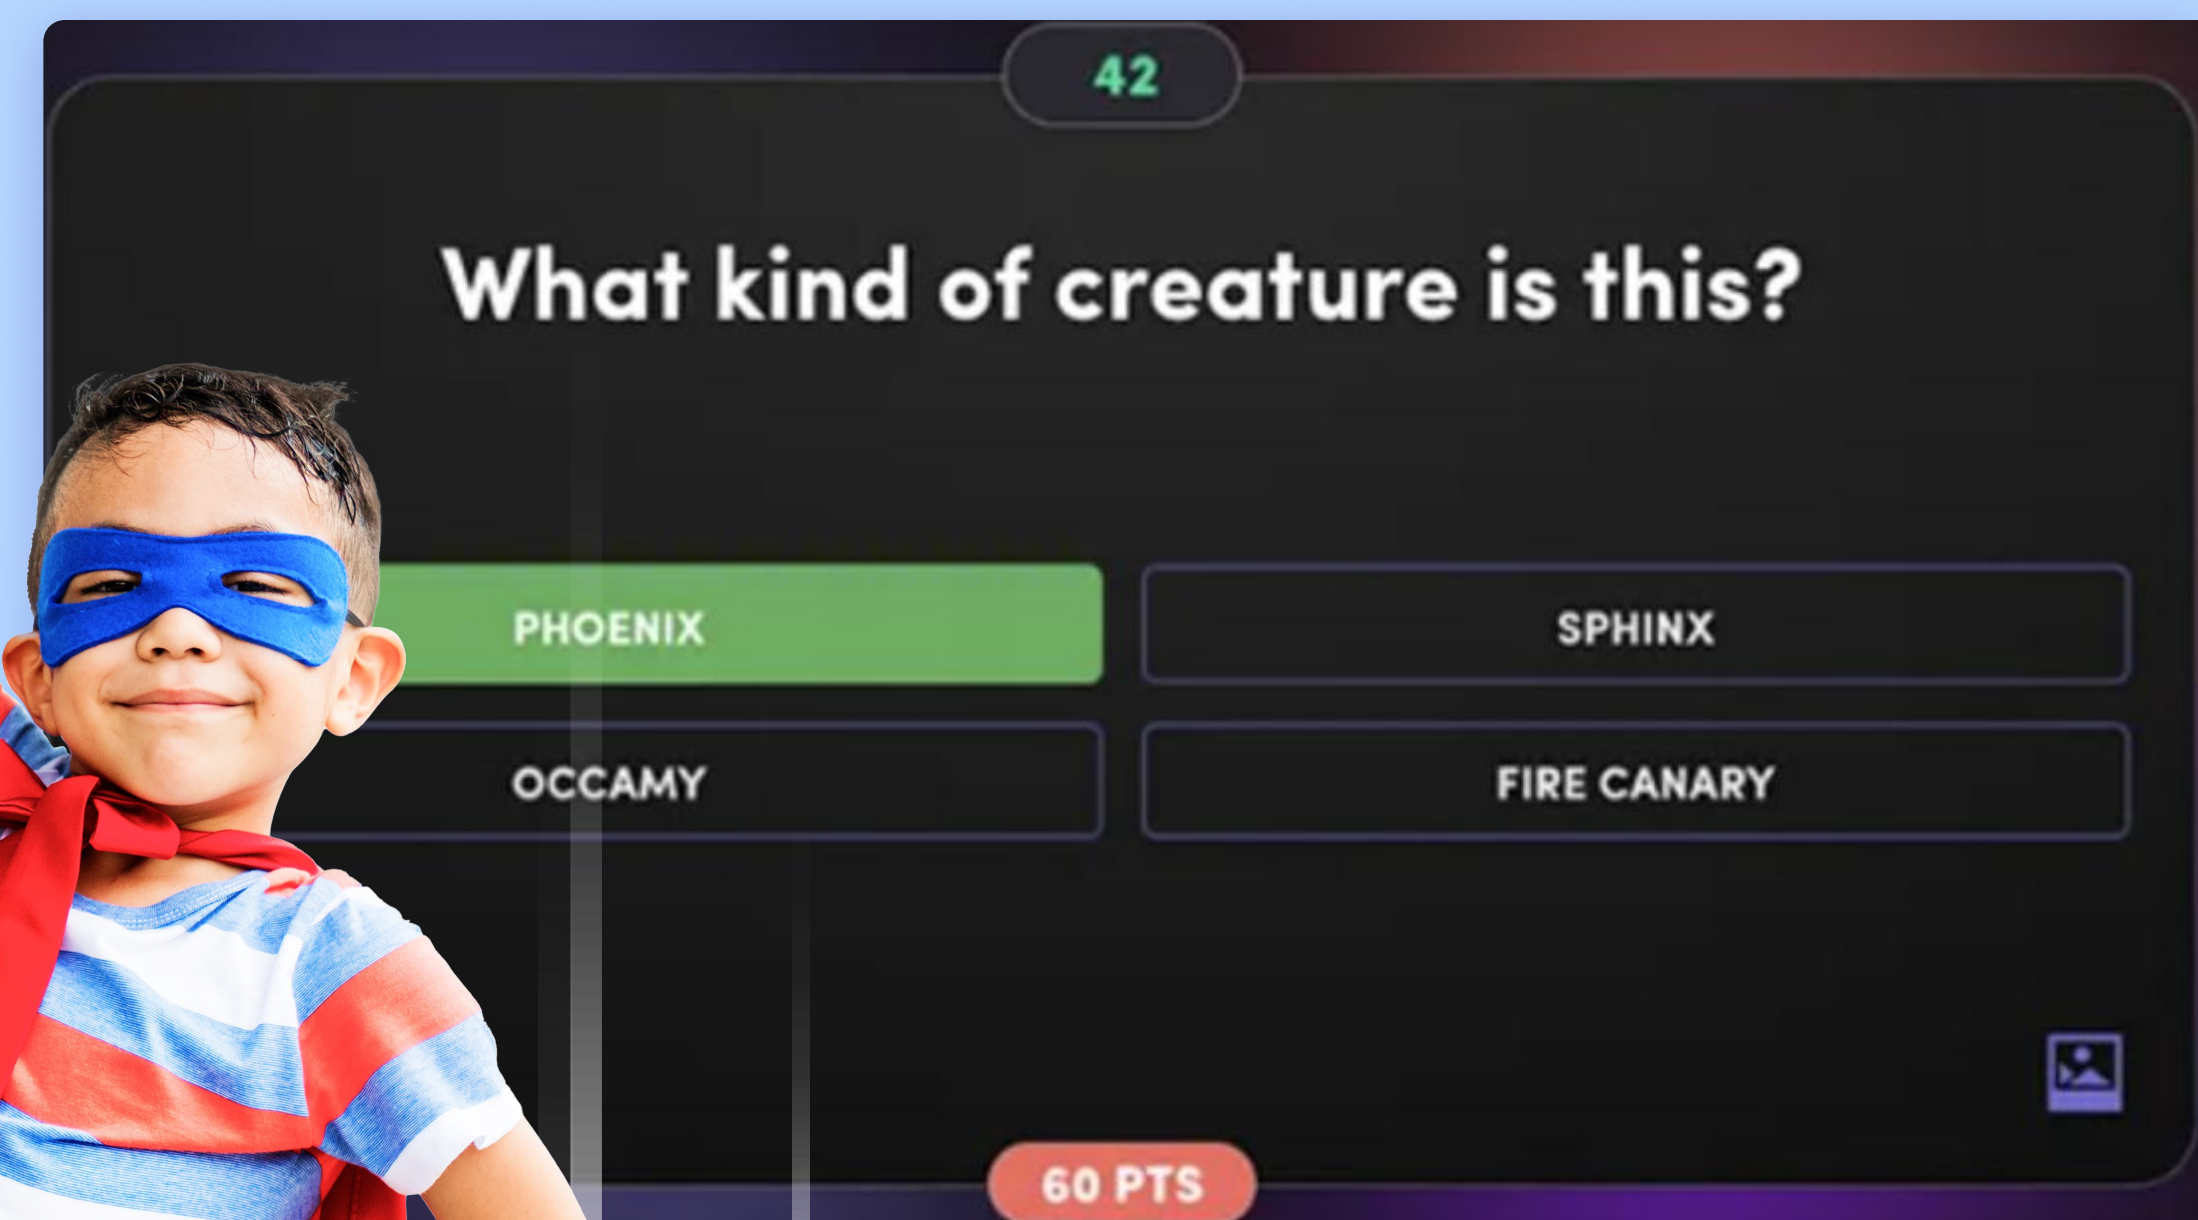 42
What kind of creature is this?
PHOENIX
SPHINX
OCCAMY
FIRE CANARY
60 PTS